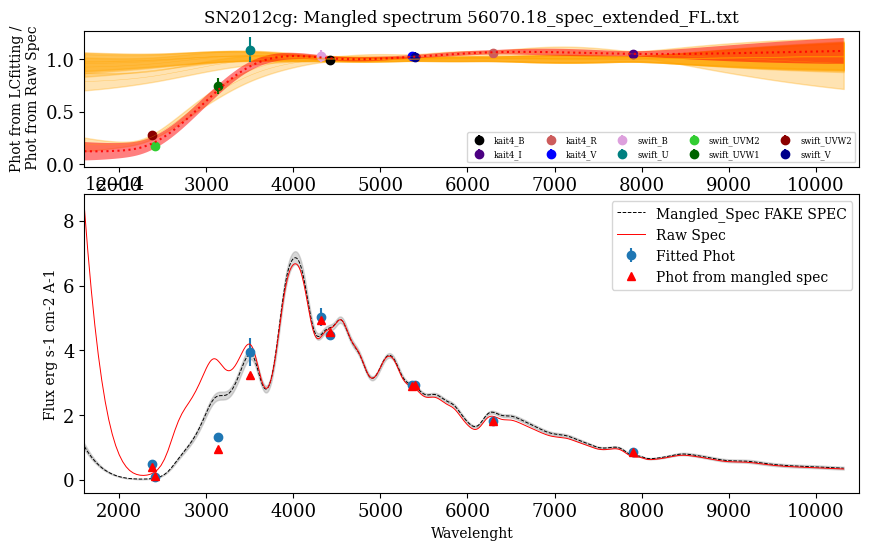 SN2012cg: Mangled spectrum 56070.18_spec_extended_FL.txt
Phot from LCfitting /
Phot from Raw Spec
1.0
0.5
0.0
kait4_B kait4_R swift_B swift_UVM2 swift_UVW2
kait4_I kait4_V swift_U swift_UVW1 swift_V
2000 3000 4000 5000 6000 7000 8000 9000 10000
1e−14
Flux erg s-1 cm-2 A-1
8
6
4
2
0
Mangled_Spec FAKE SPEC
Raw Spec
Fitted Phot
Phot from mangled spec
2000 3000 4000 5000 6000 7000 8000 9000 10000
Wavelenght